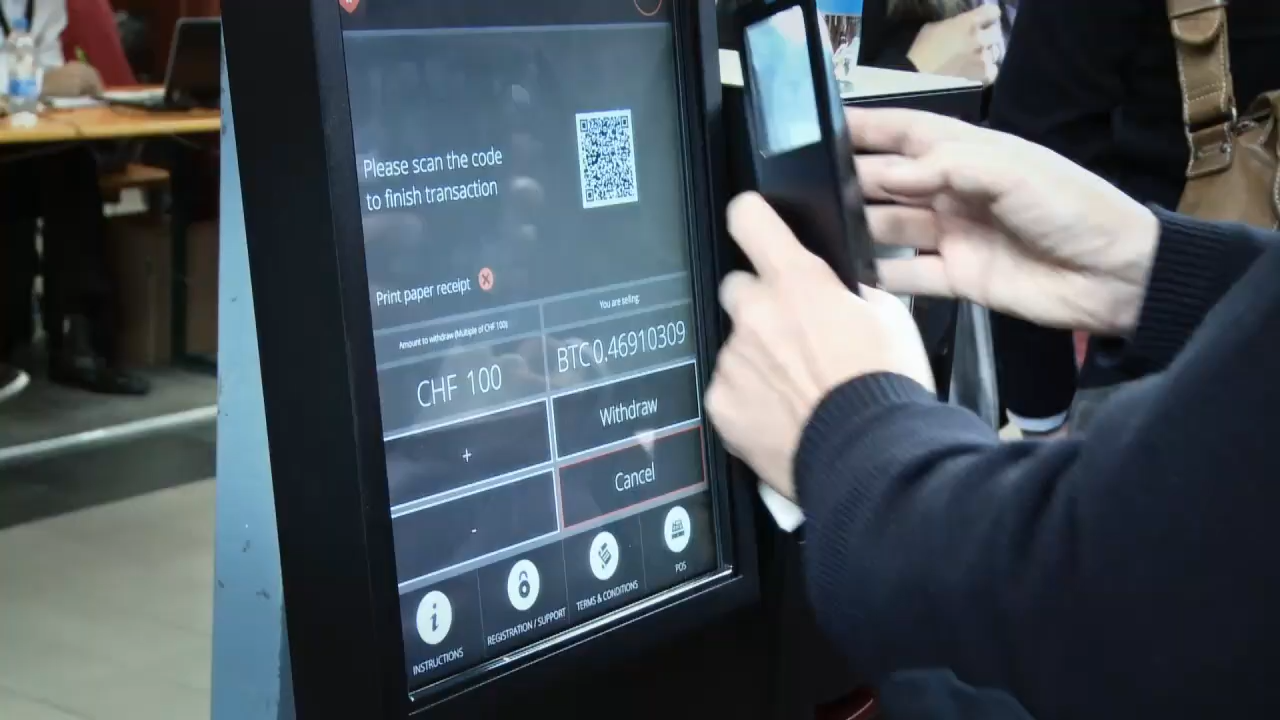 Please scan the code
to finish transaction
Print paper receipt
Amount to withdraw (Multiple of CHF 100)
You are selling:
CHF 100
BTC 0.46910309
+
Withdraw
-
Cancel
INSTRUCTIONS
REGISTRATION / SUPPORT
TERMS & CONDITIONS
POS